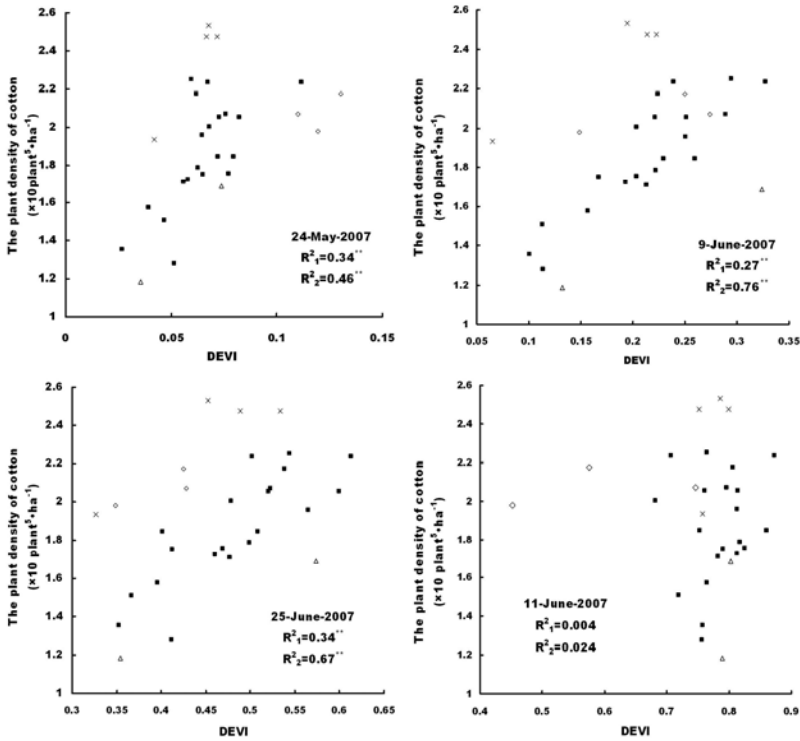 The plant density of cotton
(×10plant⁵•ha⁻¹)
2.6
2.4
2.2
2
1.8
1.6
1.4
1.2
1
0
0.05
0.1
0.15
DEVI
24-May-2007
R²₁=0.34**
R²₂=0.46**
The plant density of cotton
(×10 plant⁵•ha⁻¹)
2.6
2.4
2.2
2
1.8
1.6
1.4
1.2
1
0.05
0.1
0.15
0.2
0.25
0.3
0.35
DEVI
9-June-2007
R²₁=0.27**
R²₂=0.76**
The plant density of cotton
(×10 plant⁵•ha⁻¹)
2.6
2.4
2.2
2
1.8
1.6
1.4
1.2
1
0.3
0.35
0.4
0.45
0.5
0.55
0.6
0.65
DEVI
25-June-2007
R²₁=0.34**
R²₂=0.67**
The plant density of cotton
(×10 plant⁵•ha⁻¹)
2.6
2.4
2.2
2
1.8
1.6
1.4
1.2
1
0.4
0.5
0.6
0.7
0.8
0.9
DEVI
11-June-2007
R²₁=0.004
R²₂=0.024